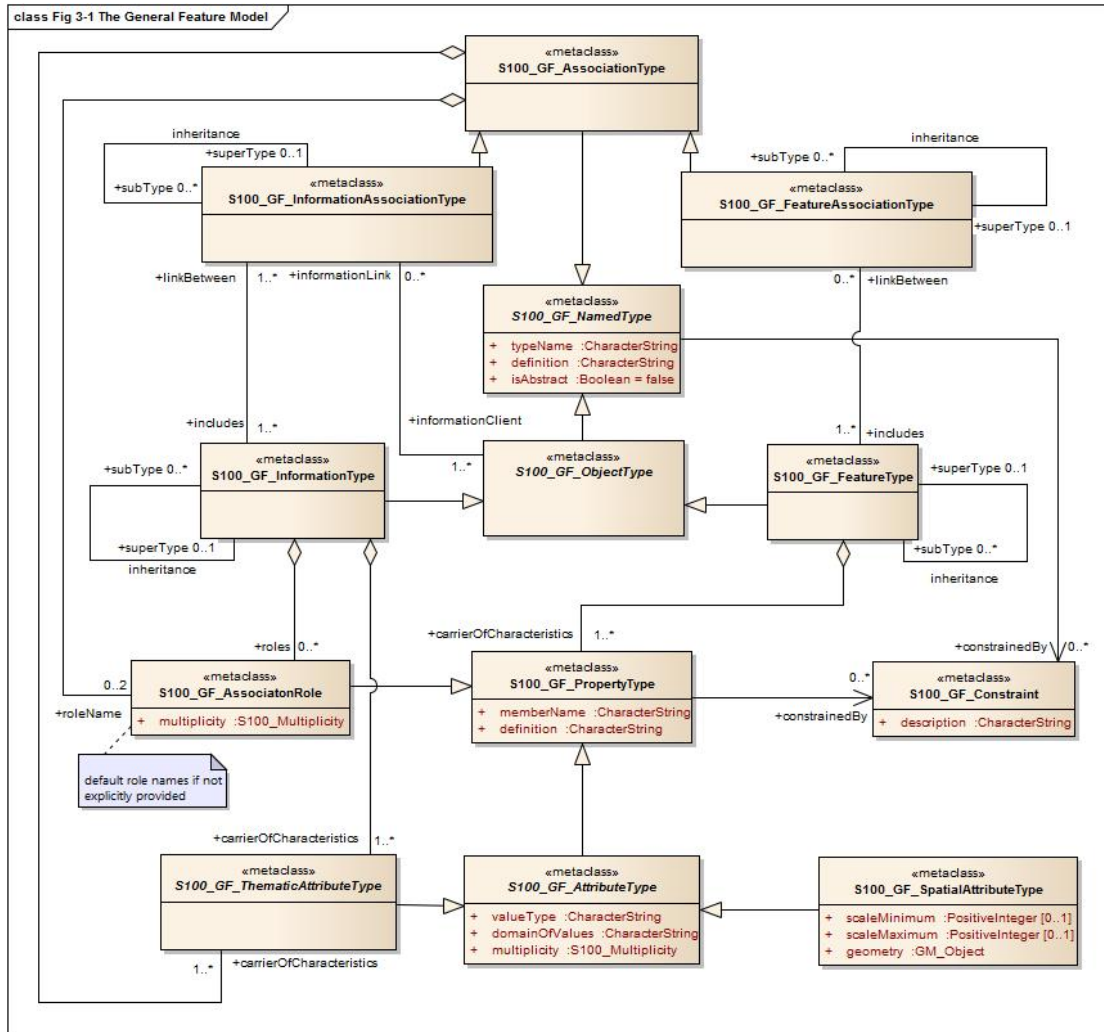 class Fig 3-1 The General Feature Model
«metaclass»
S100_GF_AssociationType
inheritance
+superType 0..1
+subType 0..*
«metaclass»
S100_GF_InformationAssociationType
inheritance
+subType 0..*
+superType 0..1
«metaclass»
S100_GF_FeatureAssociationType
+linkBetween
1..*
+informationLink
0..*
0..*
+linkBetween
«metaclass»
S100_GF_NamedType
+ typeName :CharacterString
+ definition :CharacterString
+ isAbstract :Boolean = false
+includes
1..*
+informationClient
1..*
1..*
+includes
«metaclass»
S100_GF_InformationType
+subType 0..*
+superType 0..1
inheritance
«metaclass»
S100_GF_ObjectType
«metaclass»
S100_GF_FeatureType
+superType 0..1
+subType 0..*
inheritance
+roles
0..*
+carrierOfCharacteristics
1..*
+constrainedBy
0..*
0..2
+roleName
«metaclass»
S100_GF_AssociatonRole
+ multiplicity :S100_Multiplicity
«metaclass»
S100_GF_PropertyType
+ memberName :CharacterString
+ definition :CharacterString
0..*
+constrainedBy
«metaclass»
S100_GF_Constraint
+ description :CharacterString
default role names if not
explicitly provided
+carrierOfCharacteristics
1..*
«metaclass»
S100_GF_ThematicAttributeType
«metaclass»
S100_GF_AttributeType
+ valueType :CharacterString
+ domainOfValues :CharacterString
+ multiplicity :S100_Multiplicity
«metaclass»
S100_GF_SpatialAttributeType
+ scaleMinimum :PositiveInteger [0..1]
+ scaleMaximum :PositiveInteger [0..1]
+ geometry :GM_Object
1..*
+carrierOfCharacteristics